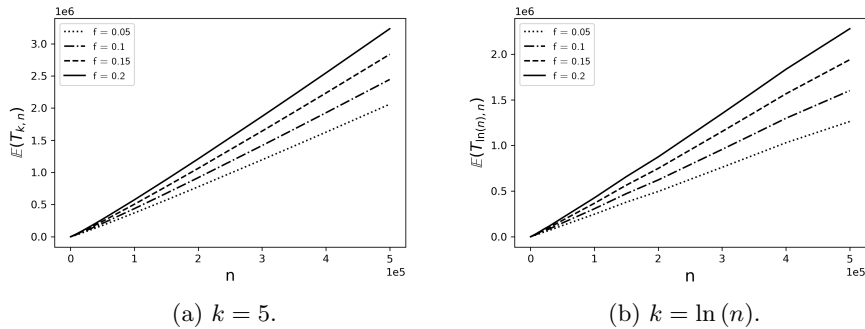 1e6
3.0
2.5
2.0
1.5
1.0
0.5
0.0
𝔼(T_{k, n})
f = 0.05
f = 0.1
f = 0.15
f = 0.2
0 1 2 3 4 5
1e5
n
(a) k = 5.
1e6
2.0
1.5
1.0
0.5
0.0
𝔼(T_{ln(n), n})
f = 0.05
f = 0.1
f = 0.15
f = 0.2
0 1 2 3 4 5
1e5
n
(b) k = ln (n).